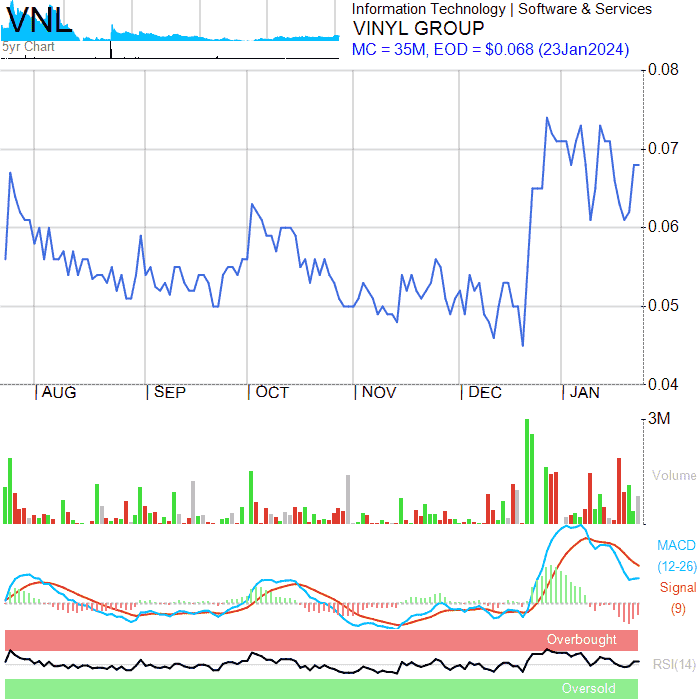 VNL
5yr Chart
Information Technology | Software & Services
VINYL GROUP
MC = 35M, EOD = $0.068 (23Jan2024)
0.08
0.07
0.06
0.05
0.04
AUG SEP OCT NOV DEC JAN
3M
Volume
MACD
(12-26)
Signal
(9)
Overbought
RSI(14)
Oversold